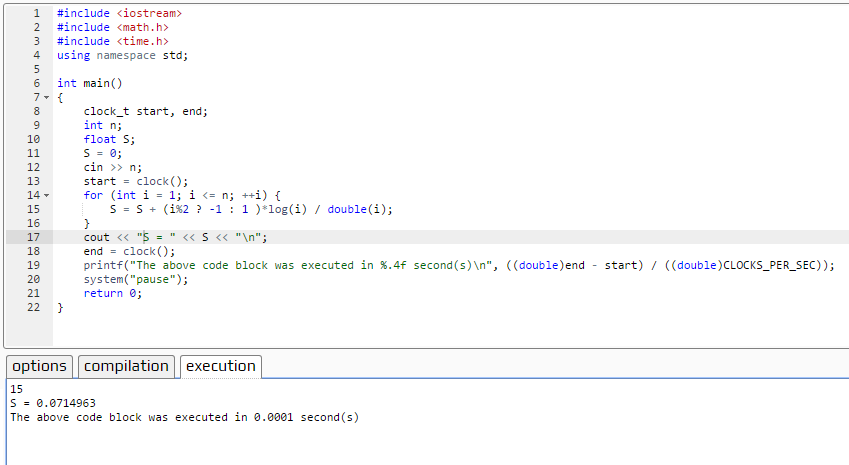 1 #include <iostream>
2 #include <math.h>
3 #include <time.h>
4 using namespace std;
5
6 int main()
7 {
8 clock_t start, end;
9 int n;
10 float S;
11 S = 0;
12 cin >> n;
13 start = clock();
14 for (int i = 1; i <= n; ++i) {
15 S = S + (i%2 ? -1 : 1 )*log(i) / double(i);
16 }
17 cout << "S = " << S << "\n";
18 end = clock();
19 printf("The above code block was executed in %.4f second(s)\n", ((double)end - start) / ((double)CLOCKS_PER_SEC));
20 system("pause");
21 return 0;
22 }
options compilation execution
15
S = 0.0714963
The above code block was executed in 0.0001 second(s)